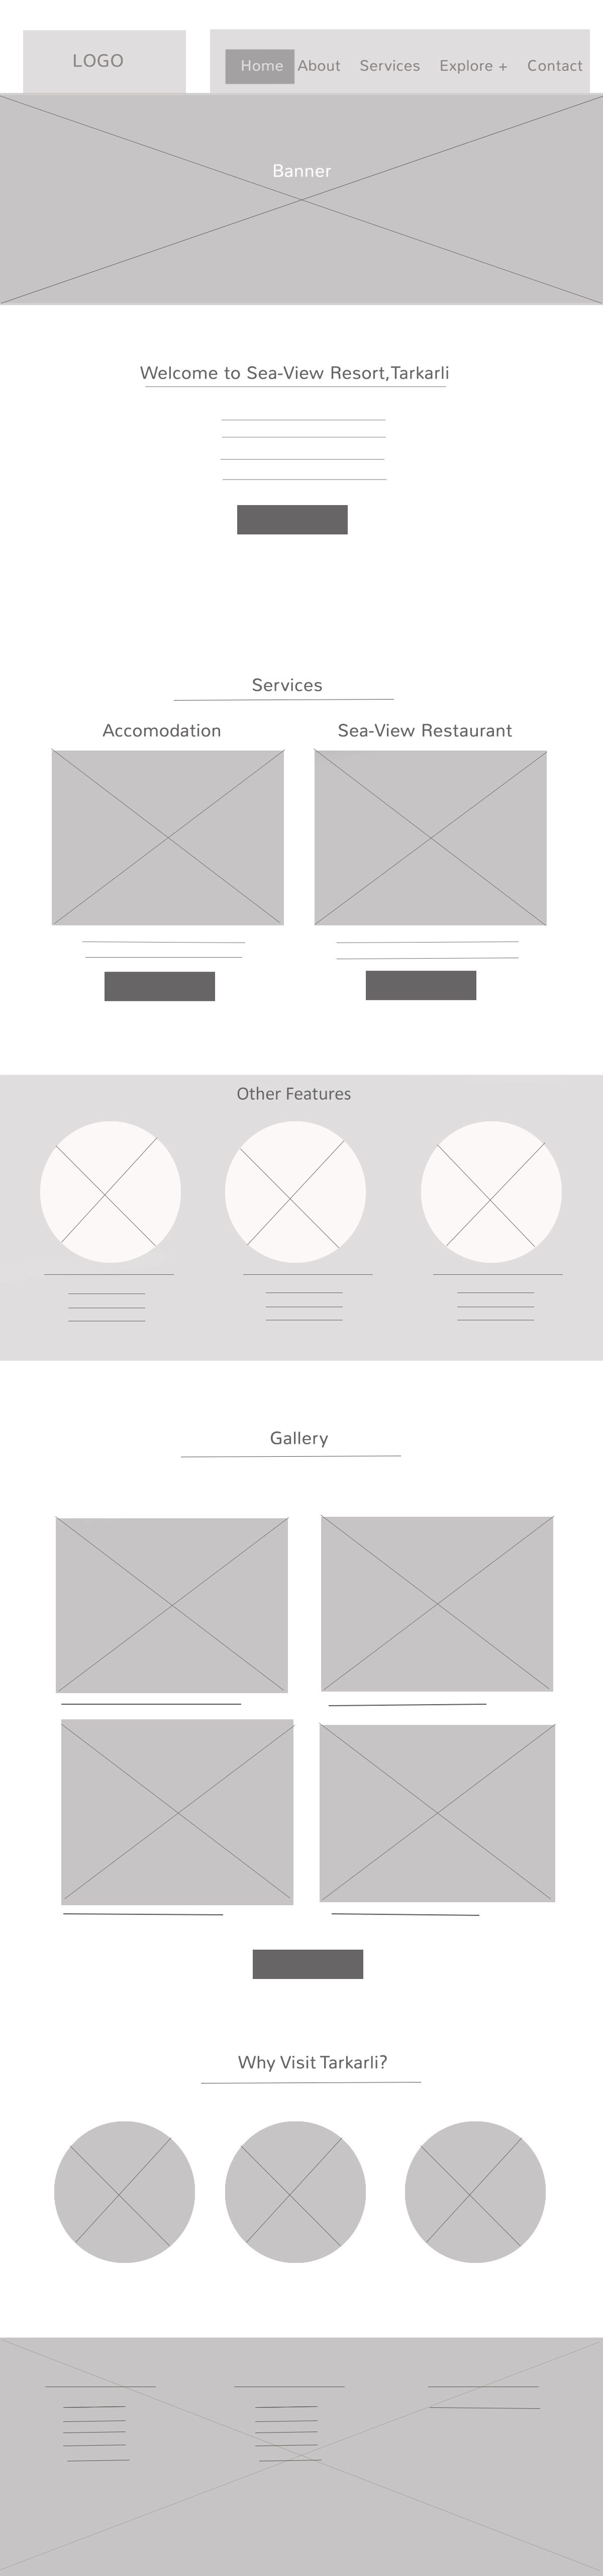 LOGO
Home About Services Explore + Contact
Banner
Welcome to Sea-View Resort,Tarkarli
Services
Accomodation
Sea-View Restaurant
Other Features
Gallery
Why Visit Tarkarli?